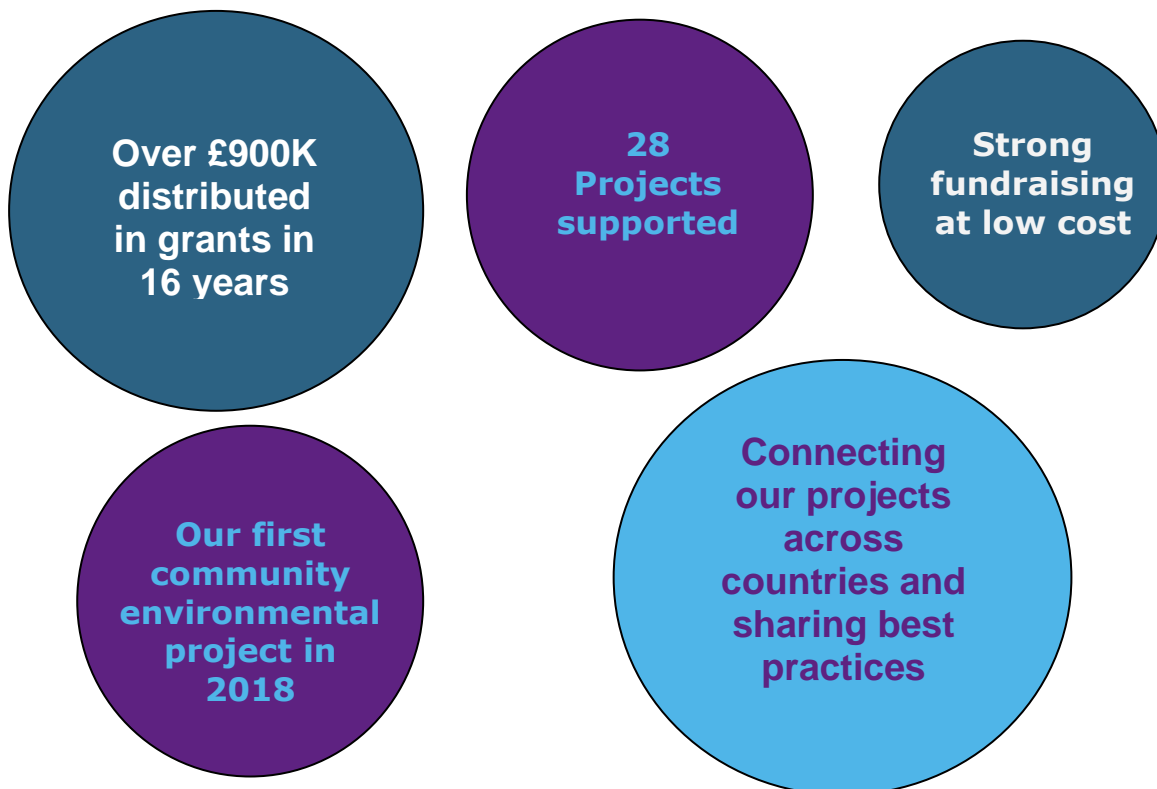 Over £900K
distributed
in grants in
16 years
28
Projects
supported
Strong
fundraising
at low cost
Our first
community
environmental
project in
2018
Connecting
our projects
across
countries and
sharing best
practices